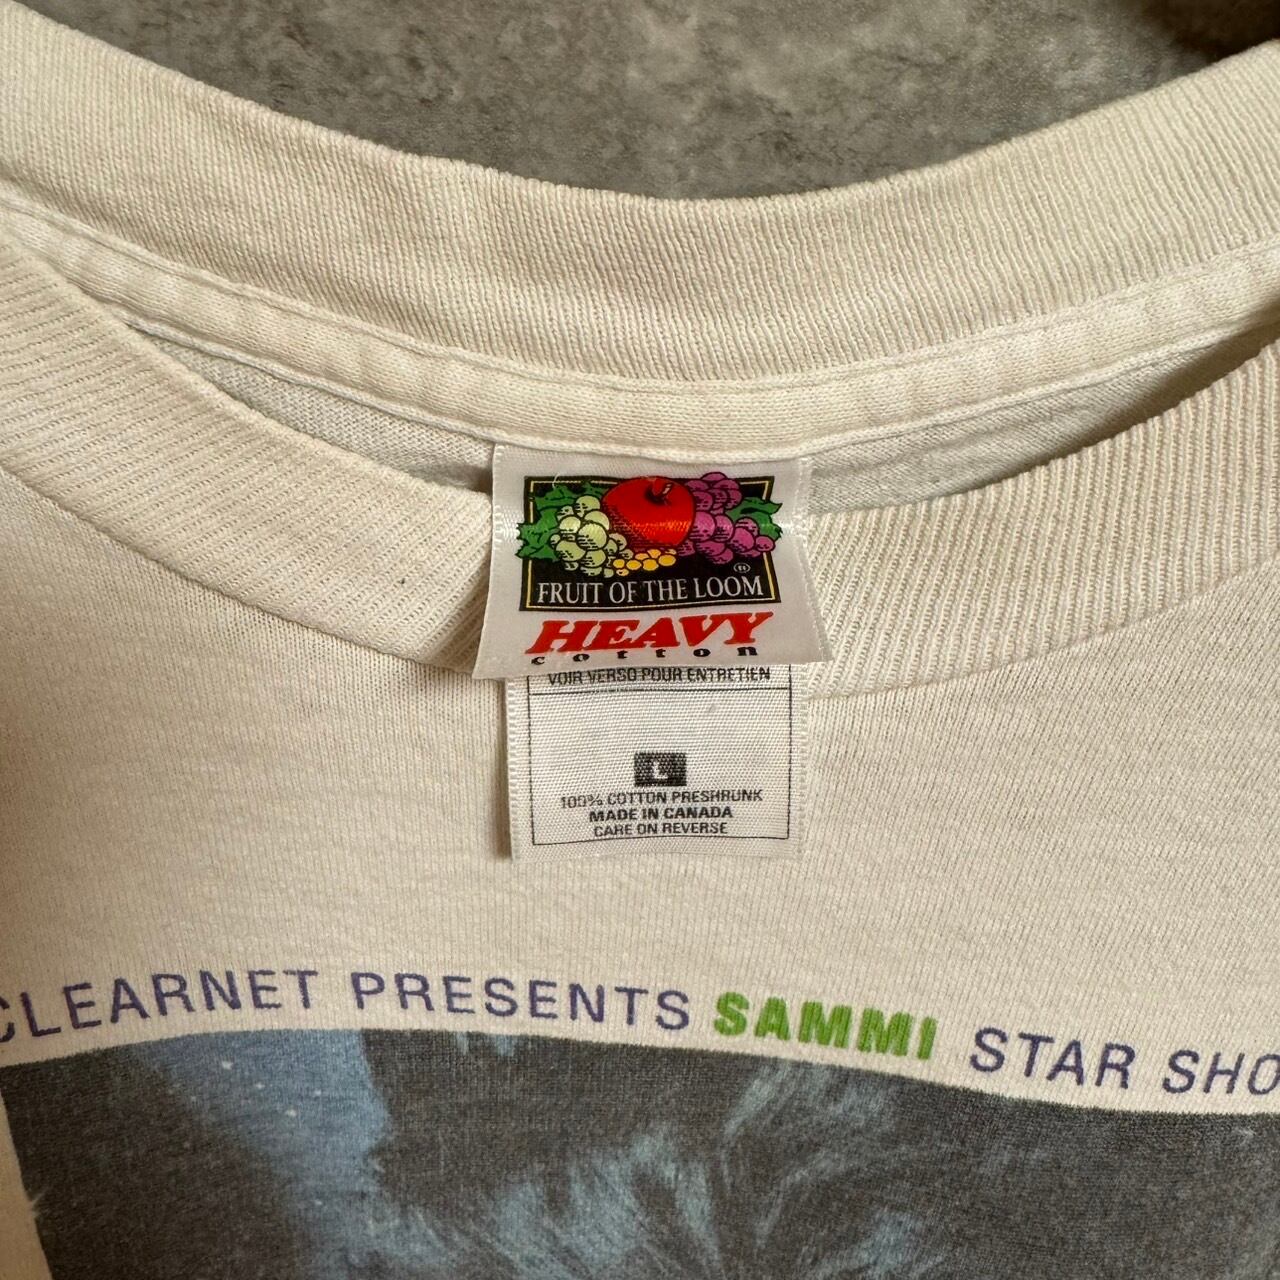 FRUIT OF THE LOOM ®
HEAVY
cotton
VOIR VERSO POUR ENTRETIEN
L
100% COTTON PRESHRUNK
MADE IN CANADA
CARE ON REVERSE
CLEARNET PRESENTS SAMMI STAR SHO